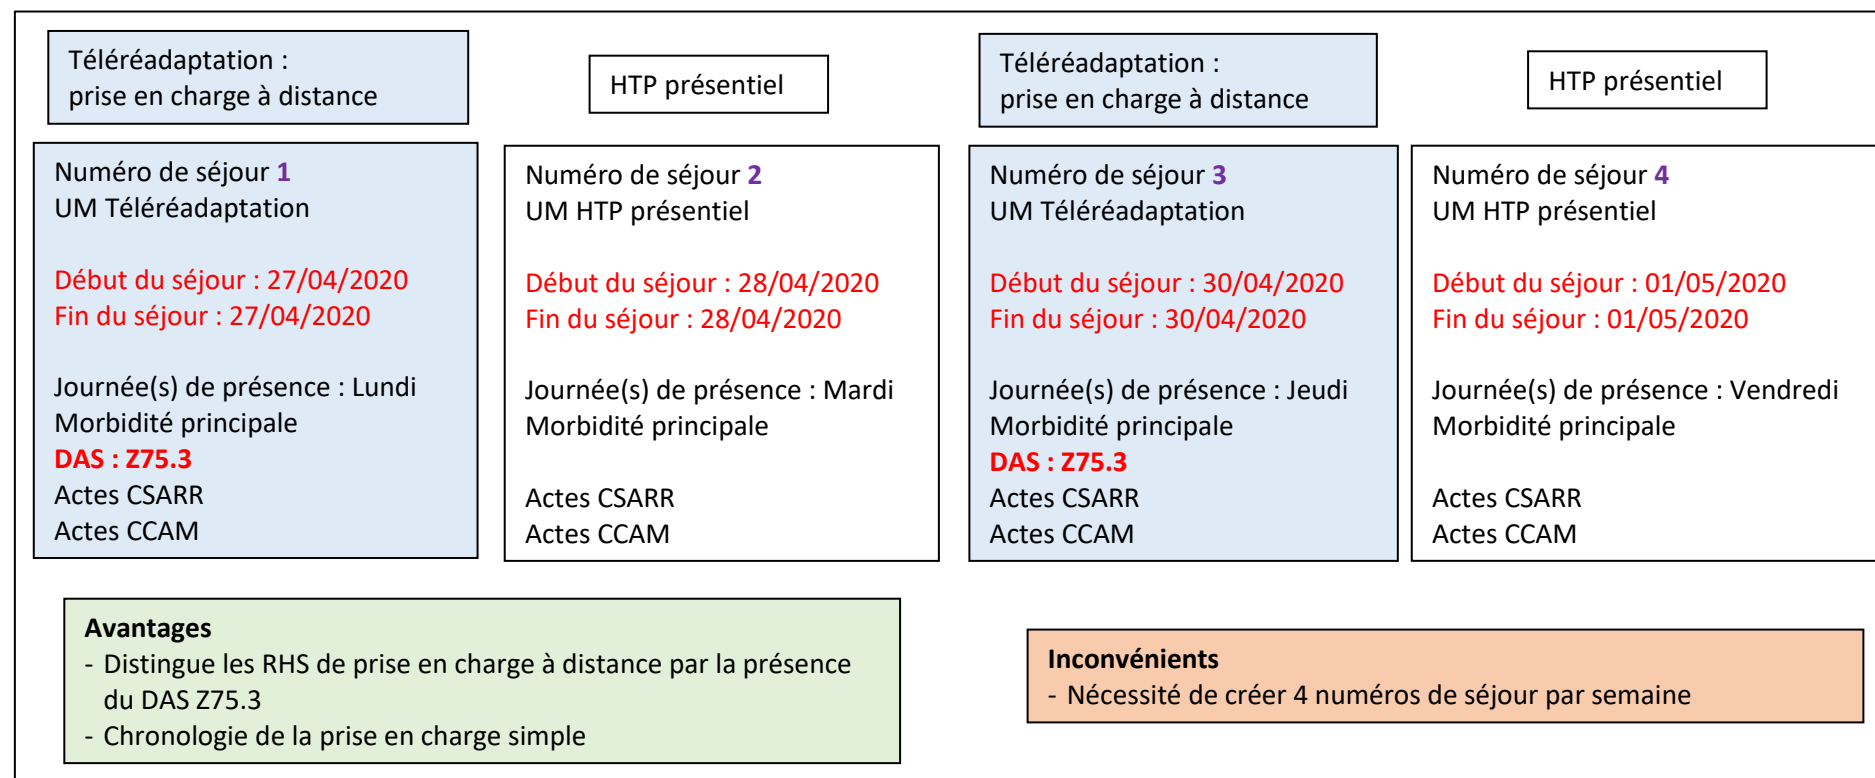 Téléréadaptation :
prise en charge à distance
HTP présentiel
Téléréadaptation :
prise en charge à distance
HTP présentiel
Numéro de séjour 1
UM Téléréadaptation
Début du séjour : 27/04/2020
Fin du séjour : 27/04/2020
Journée(s) de présence : Lundi
Morbidité principale
DAS : Z75.3
Actes CSARR
Actes CCAM
Numéro de séjour 2
UM HTP présentiel
Début du séjour : 28/04/2020
Fin du séjour : 28/04/2020
Journée(s) de présence : Mardi
Morbidité principale
Actes CSARR
Actes CCAM
Numéro de séjour 3
UM Téléréadaptation
Début du séjour : 30/04/2020
Fin du séjour : 30/04/2020
Journée(s) de présence : Jeudi
Morbidité principale
DAS : Z75.3
Actes CSARR
Actes CCAM
Numéro de séjour 4
UM HTP présentiel
Début du séjour : 01/05/2020
Fin du séjour : 01/05/2020
Journée(s) de présence : Vendredi
Morbidité principale
Actes CSARR
Actes CCAM
Avantages
- Distingue les RHS de prise en charge à distance par la présence
du DAS Z75.3
- Chronologie de la prise en charge simple
Inconvénients
- Nécessité de créer 4 numéros de séjour par semaine